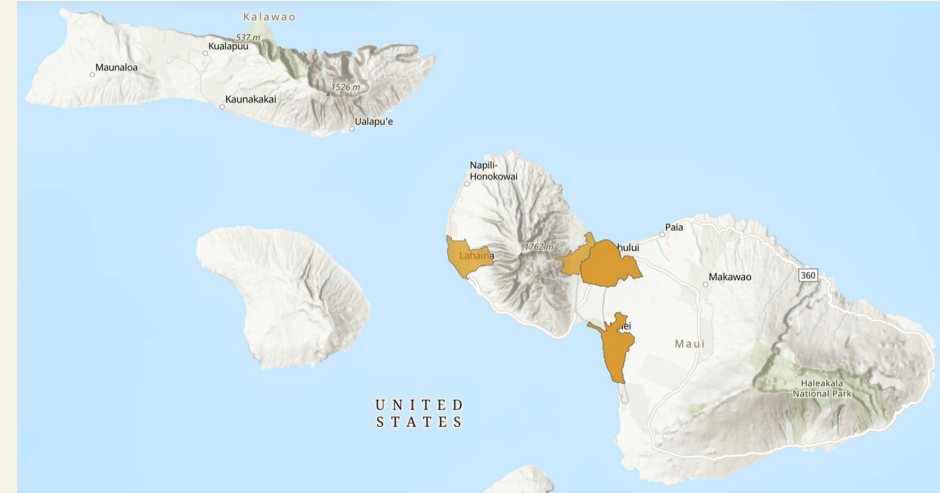 Kalawao
537 m
Kualapuu
Maunaloa
1526 m
Kaunakakai
Ualapu'e
Napili-
Honokowai
Paia
1762 m
hului
Lahaina
Makawao
360
ei
Maui
Haleakala
National Park
UNITED
STATES